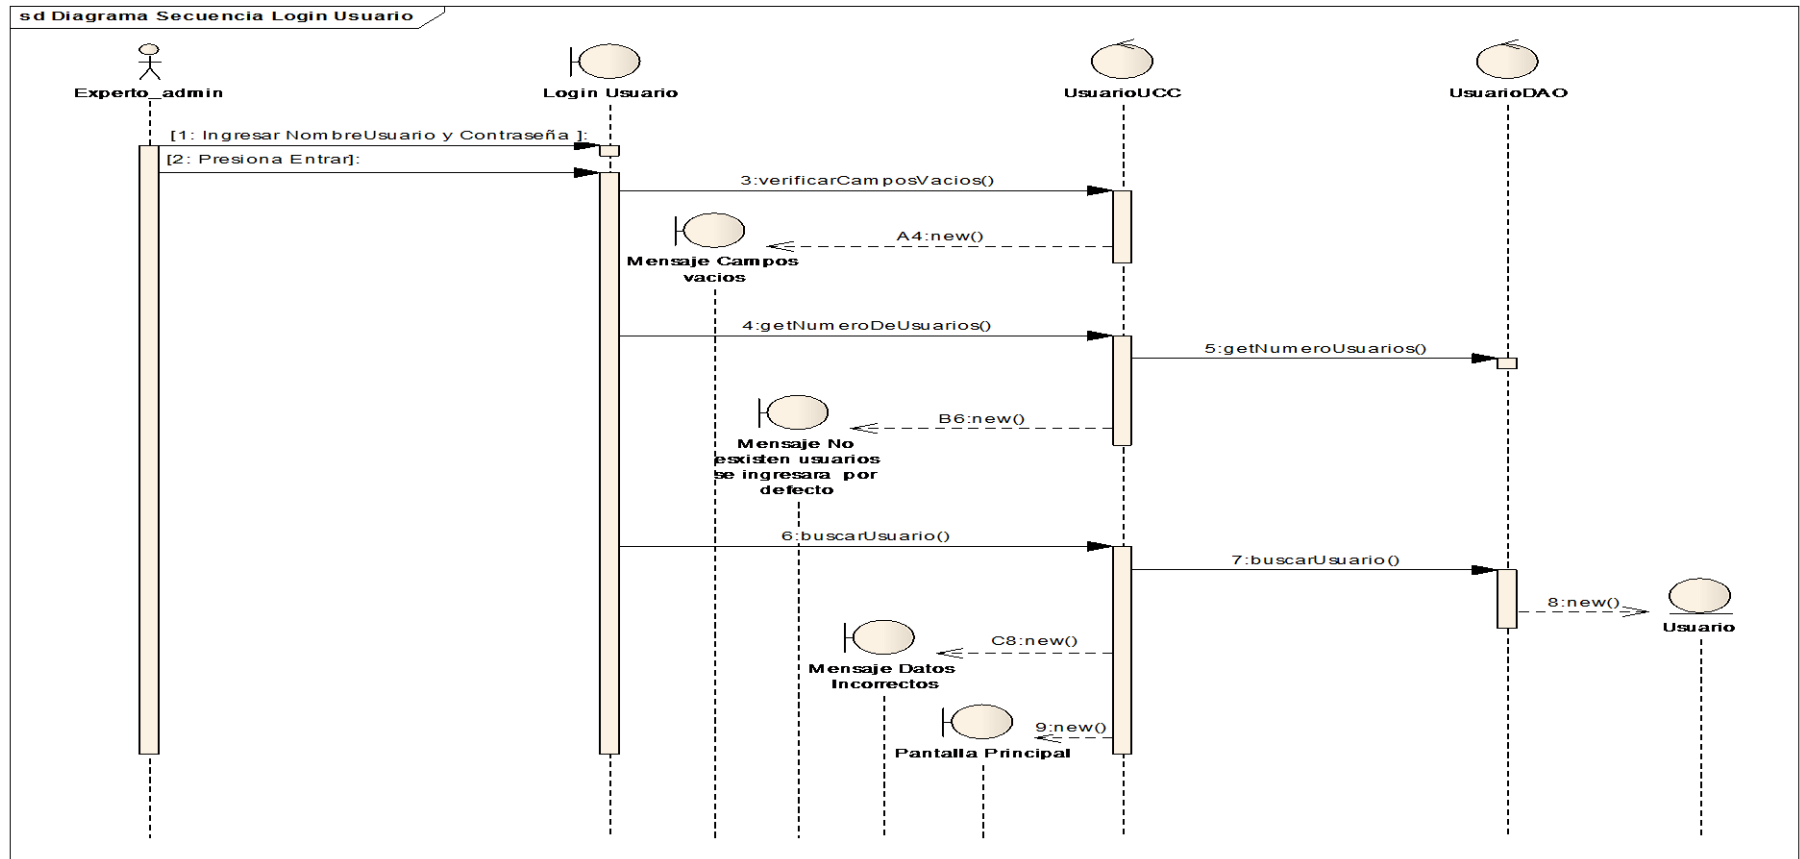 sd Diagrama Secuencia Login Usuario
Experto_admin
Login Usuario
UsuarioUCC
UsuarioDAO
[1: Ingresar NombreUsuario y Contraseña ]:
[2: Presiona Entrar]:
3:verificarCamposVacios()
A4:new()
Mensaje Campos
vacios
4:getNumeroDeUsuarios()
5:getNumeroUsuarios()
B6:new()
Mensaje No
esxisten usuarios
se ingresara por
defecto
6:buscarUsuario()
7:buscarUsuario()
8:new()
Usuario
C8:new()
Mensaje Datos
Incorrectos
9:new()
Pantalla Principal